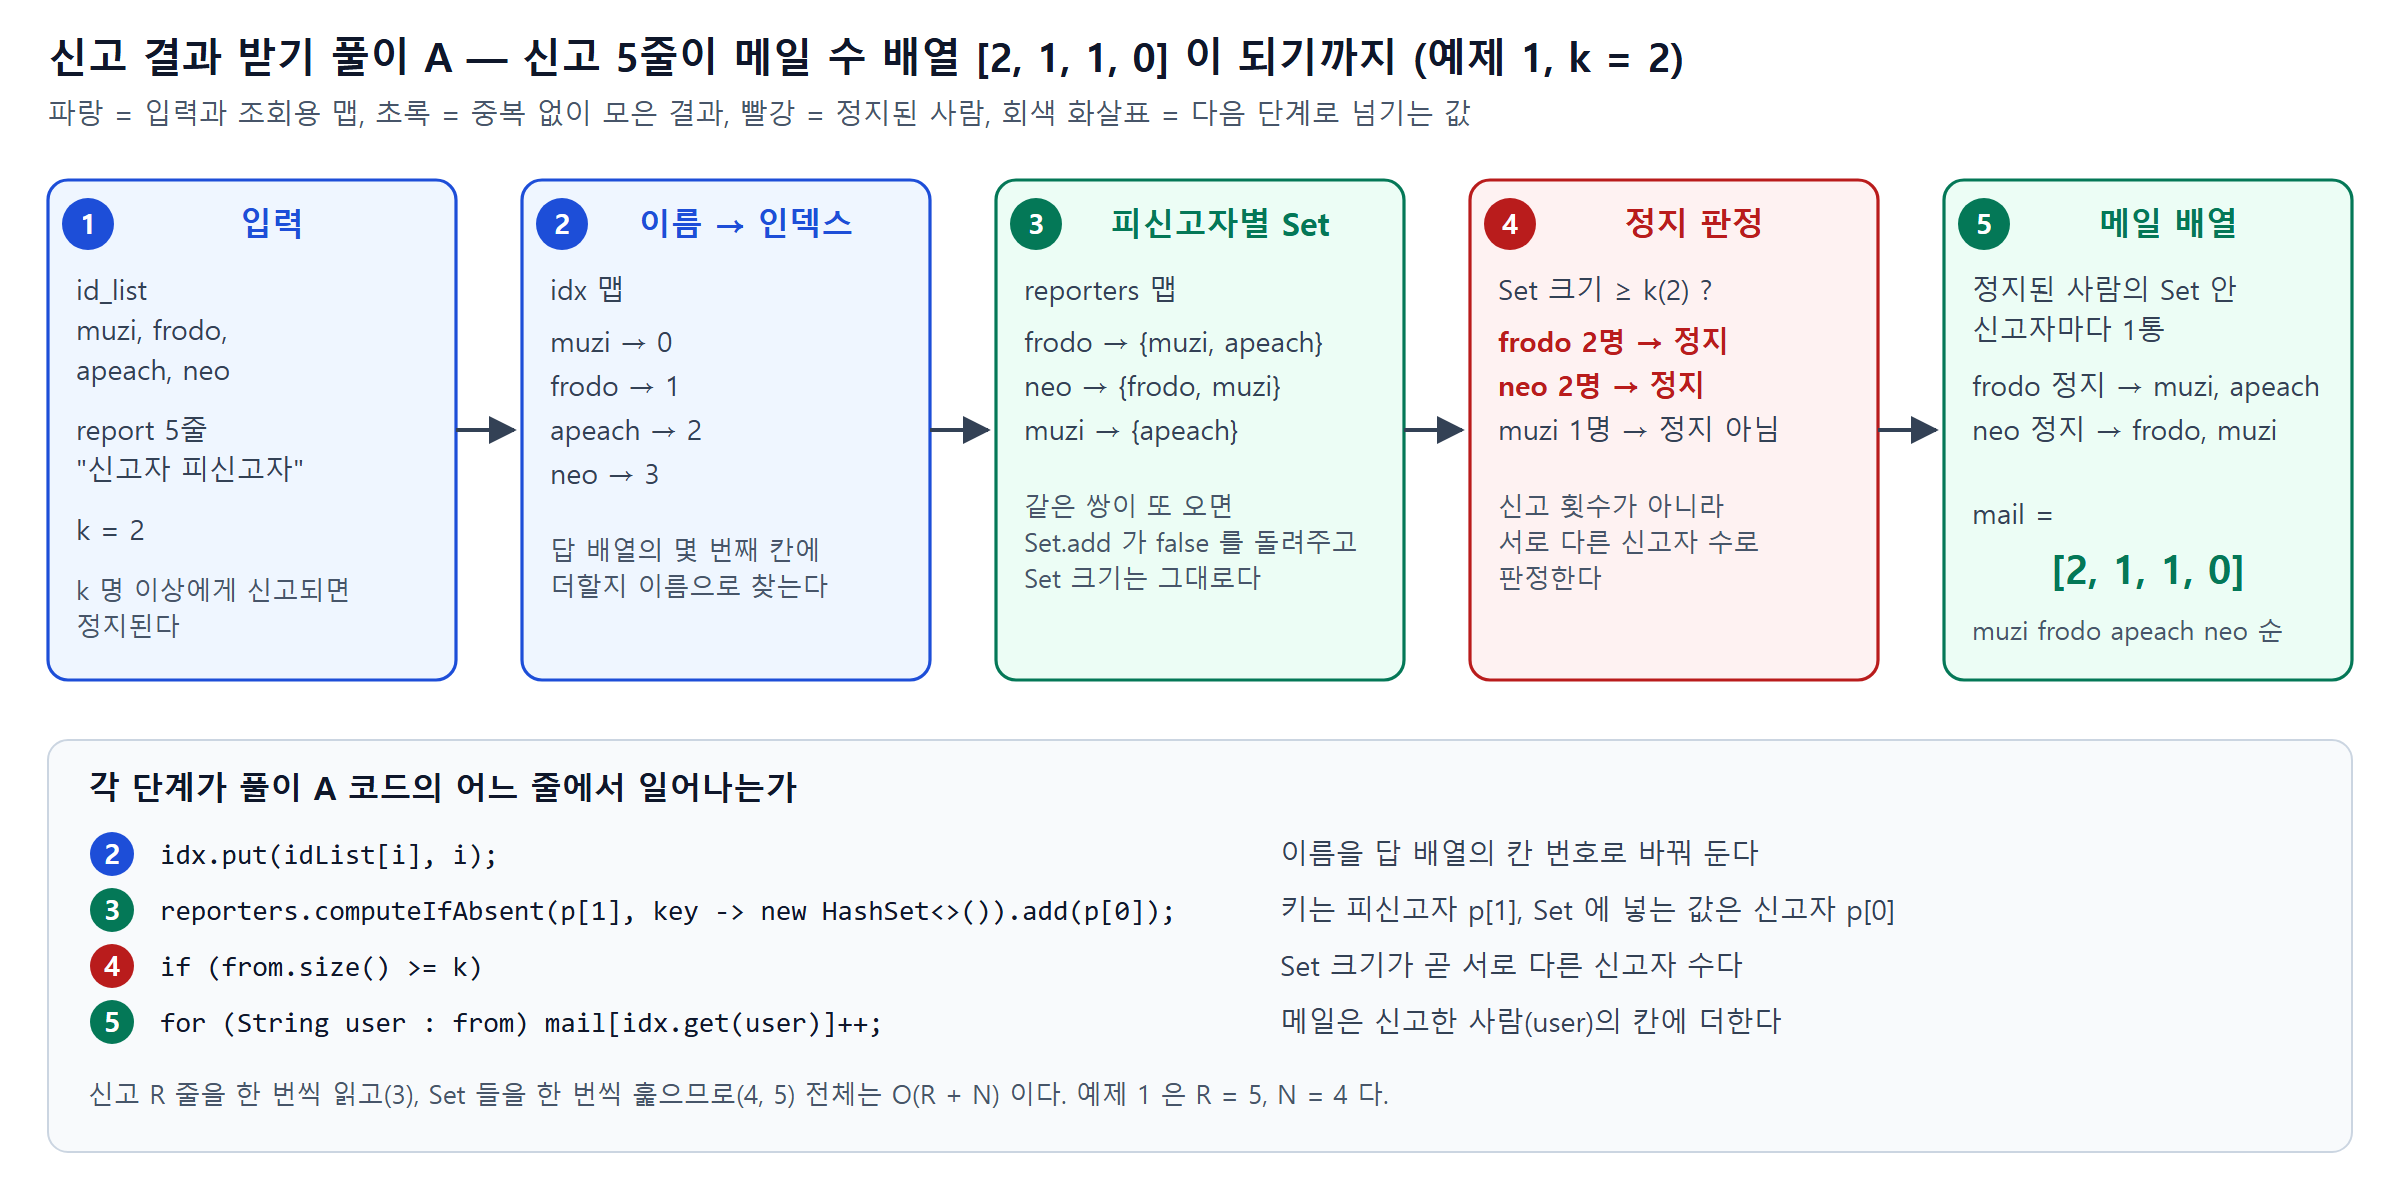 신고 결과 받기 풀이 A — 신고 5줄이 메일 수 배열 [2, 1, 1, 0] 이 되기까지 (예제 1, k = 2)
파랑 = 입력과 조회용 맵, 초록 = 중복 없이 모은 결과, 빨강 = 정지된 사람, 회색 화살표 = 다음 단계로 넘기는 값
1 입력
id_list
muzi, frodo,
apeach, neo
report 5줄
"신고자 피신고자"
k = 2
k 명 이상에게 신고되면
정지된다
2 이름 → 인덱스
idx 맵
muzi → 0
frodo → 1
apeach → 2
neo → 3
답 배열의 몇 번째 칸에
더할지 이름으로 찾는다
3 피신고자별 Set
reporters 맵
frodo → {muzi, apeach}
neo → {frodo, muzi}
muzi → {apeach}
같은 쌍이 또 오면
Set.add 가 false 를 돌려주고
Set 크기는 그대로다
4 정지 판정
Set 크기 ≥ k(2) ?
frodo 2명 → 정지
neo 2명 → 정지
muzi 1명 → 정지 아님
신고 횟수가 아니라
서로 다른 신고자 수로
판정한다
5 메일 배열
정지된 사람의 Set 안
신고자마다 1통
frodo 정지 → muzi, apeach
neo 정지 → frodo, muzi
mail =
[2, 1, 1, 0]
muzi frodo apeach neo 순
각 단계가 풀이 A 코드의 어느 줄에서 일어나는가
2 idx.put(idList[i], i); 이름을 답 배열의 칸 번호로 바꿔 둔다
3 reporters.computeIfAbsent(p[1], key -> new HashSet<>()).add(p[0]); 키는 피신고자 p[1], Set 에 넣는 값은 신고자 p[0]
4 if (from.size() >= k) Set 크기가 곧 서로 다른 신고자 수다
5 for (String user : from) mail[idx.get(user)]++; 메일은 신고한 사람(user)의 칸에 더한다
신고 R 줄을 한 번씩 읽고(3), Set 들을 한 번씩 훑으므로(4, 5) 전체는 O(R + N) 이다. 예제 1 은 R = 5, N = 4 다.